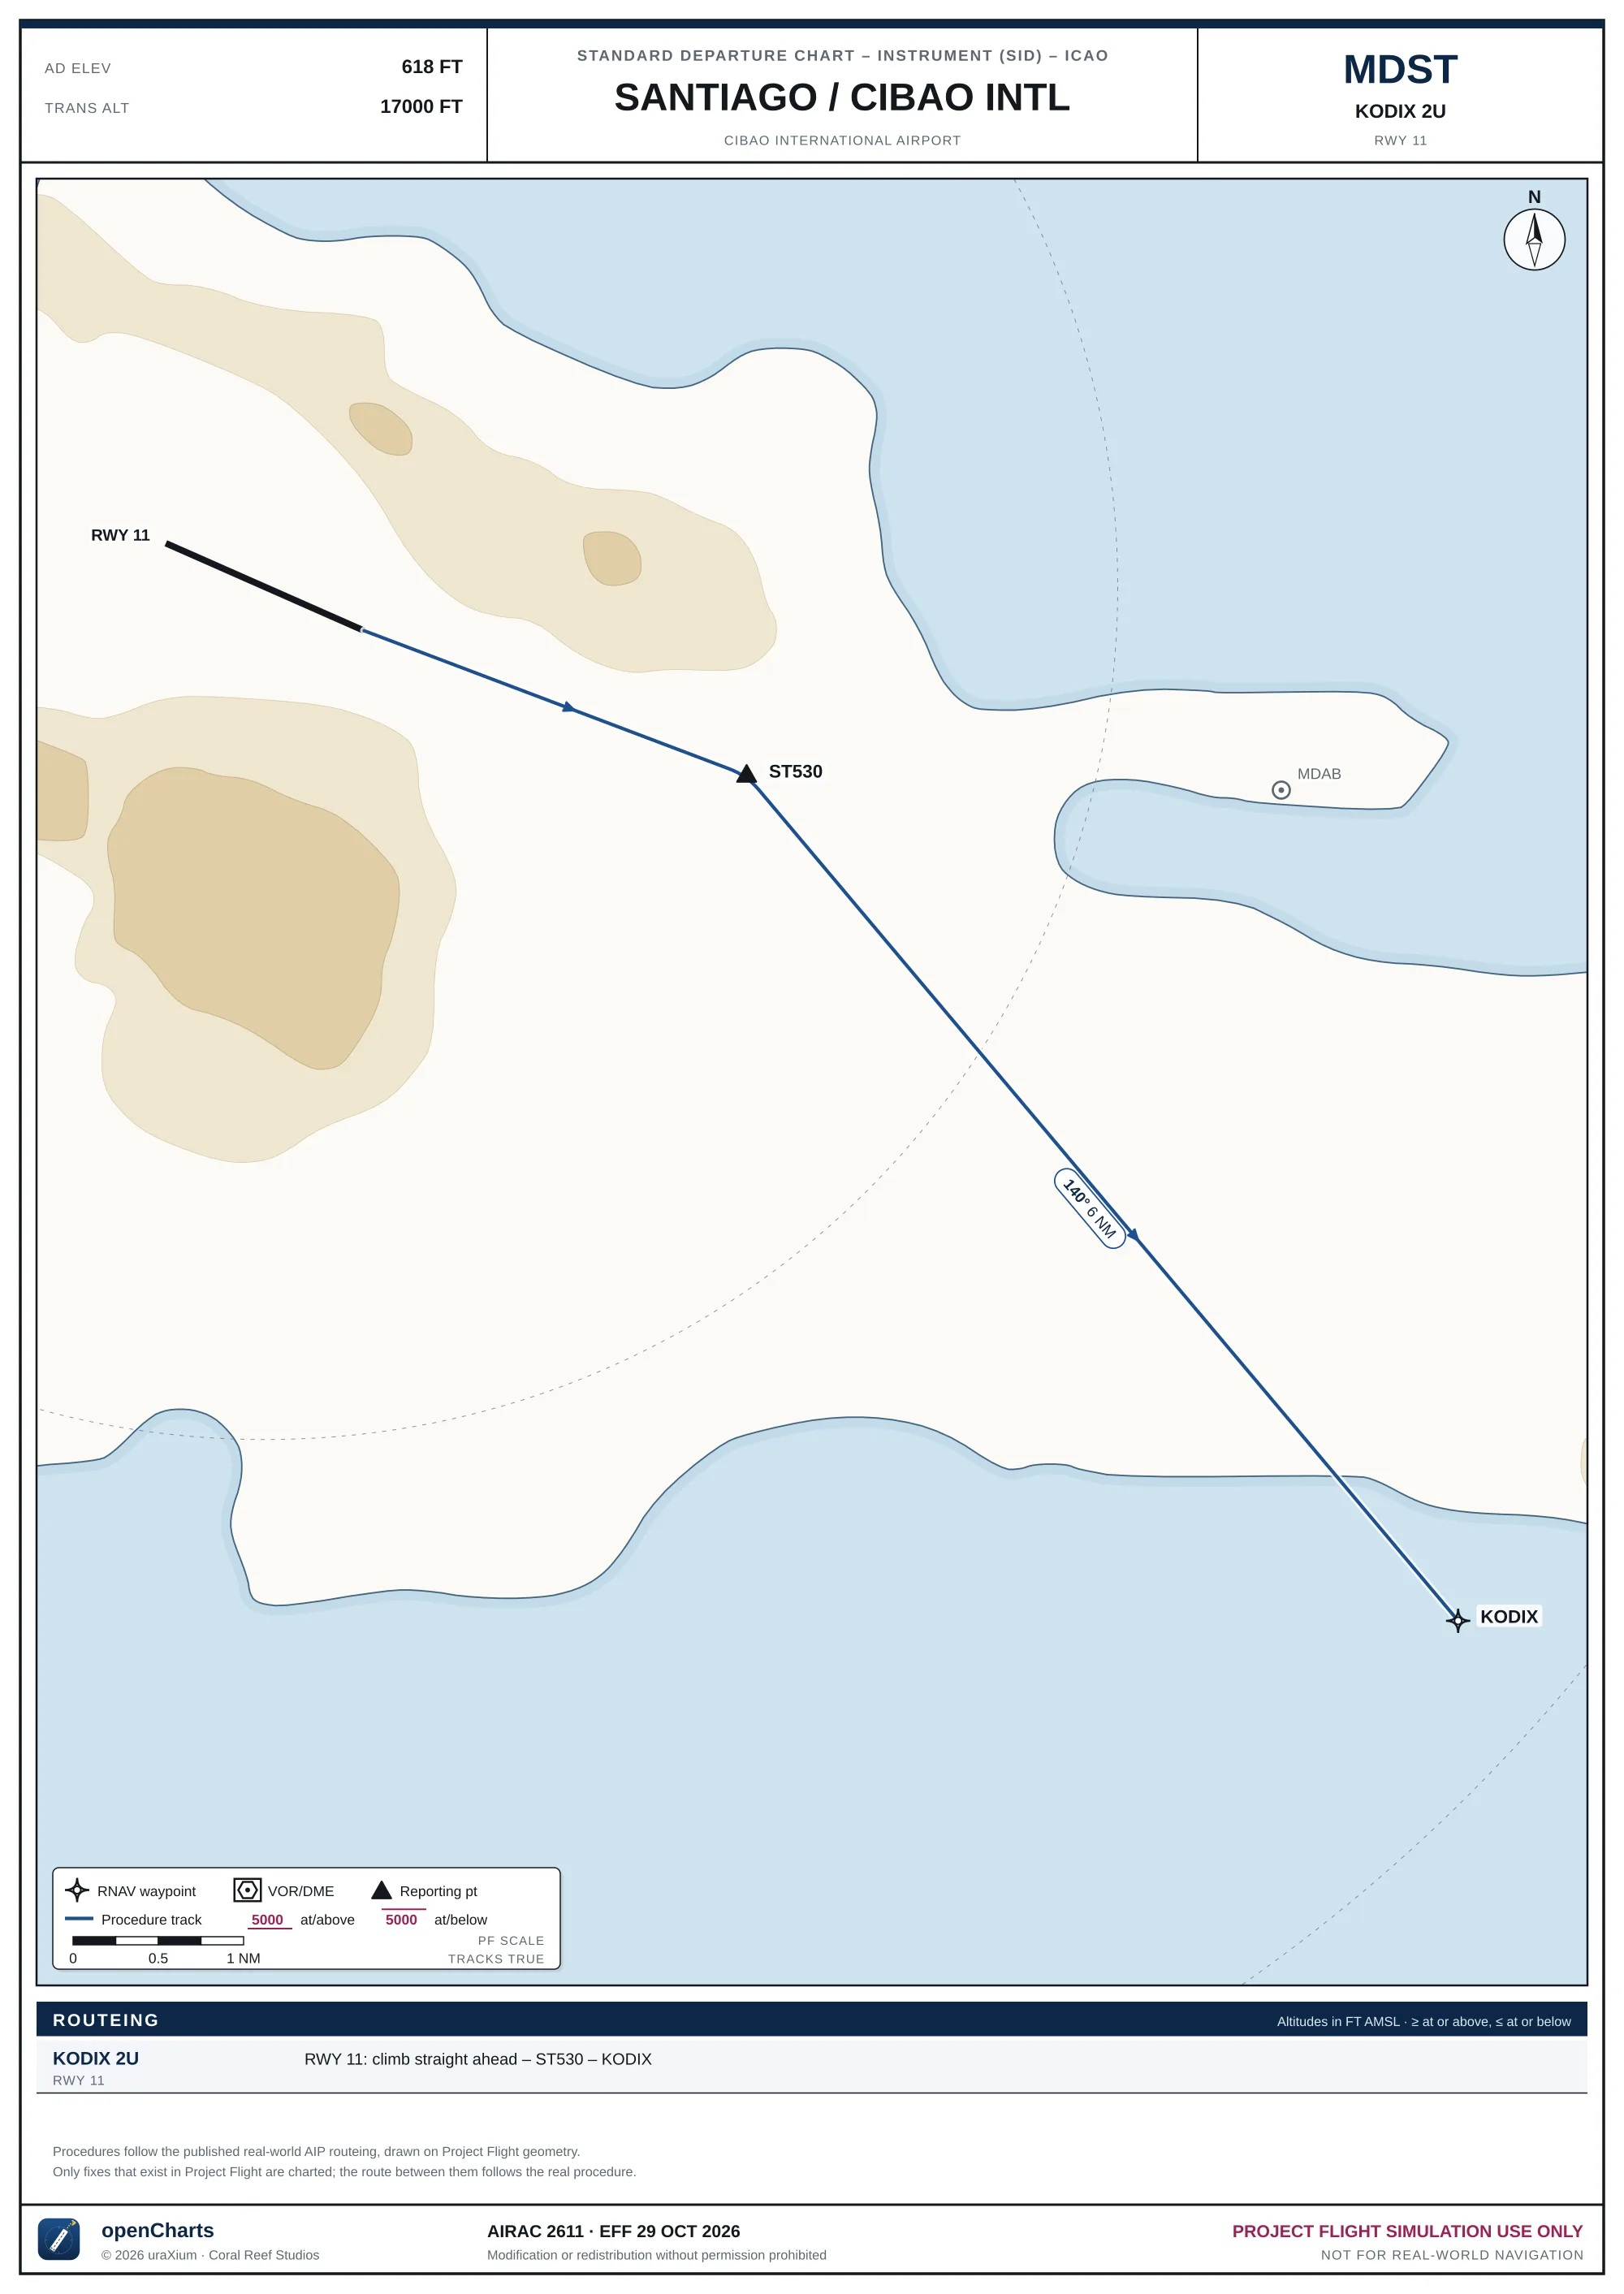 AD ELEV 618 FT
TRANS ALT 17000 FT
STANDARD DEPARTURE CHART – INSTRUMENT (SID) – ICAO
SANTIAGO / CIBAO INTL
CIBAO INTERNATIONAL AIRPORT
MDST
KODIX 2U
RWY 11
N
RWY 11
ST530
MDAB
140° 6 NM
KODIX
RNAV waypoint VOR/DME Reporting pt
Procedure track 5000 at/above 5000 at/below
PF SCALE
0 0.5 1 NM TRACKS TRUE
ROUTEING Altitudes in FT AMSL · ≥ at or above, ≤ at or below
KODIX 2U RWY 11: climb straight ahead – ST530 – KODIX
RWY 11
Procedures follow the published real-world AIP routeing, drawn on Project Flight geometry.
Only fixes that exist in Project Flight are charted; the route between them follows the real procedure.
openCharts
© 2026 uraXium · Coral Reef Studios
AIRAC 2611 · EFF 29 OCT 2026
Modification or redistribution without permission prohibited
PROJECT FLIGHT SIMULATION USE ONLY
NOT FOR REAL-WORLD NAVIGATION